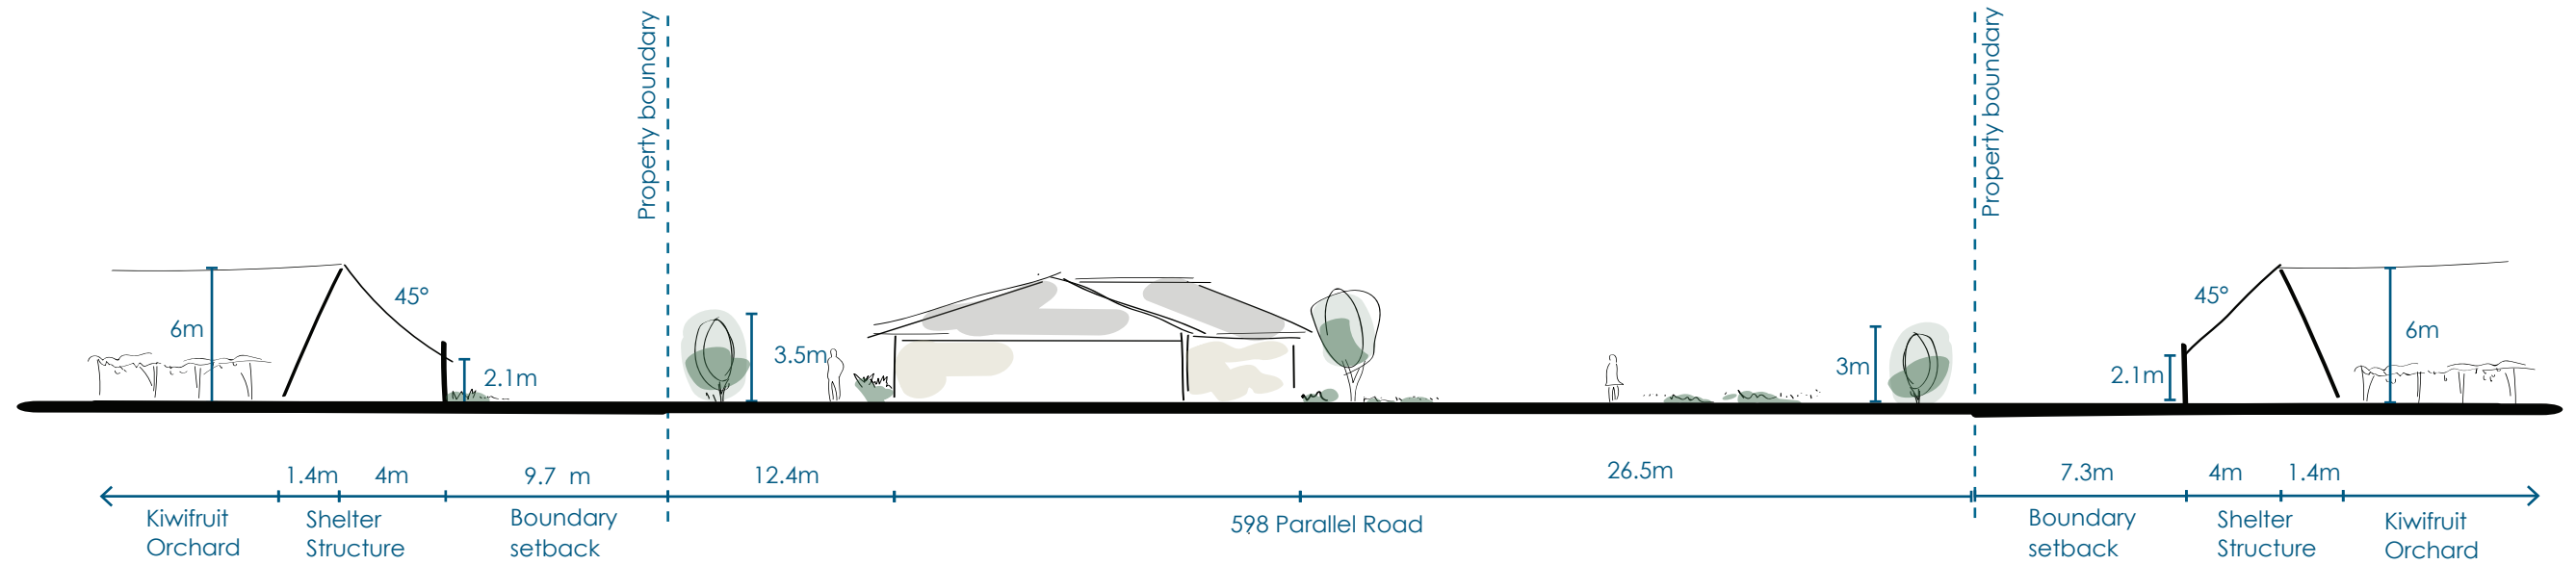 Property boundary
Property boundary
45°
45°
6m
6m
3.5m
3m
2.1m
2.1m
1.4m
4m
9.7 m
12.4m
26.5m
7.3m
4m
1.4m
Kiwifruit
Orchard
Shelter
Structure
Boundary
setback
598 Parallel Road
Boundary
setback
Shelter
Structure
Kiwifruit
Orchard